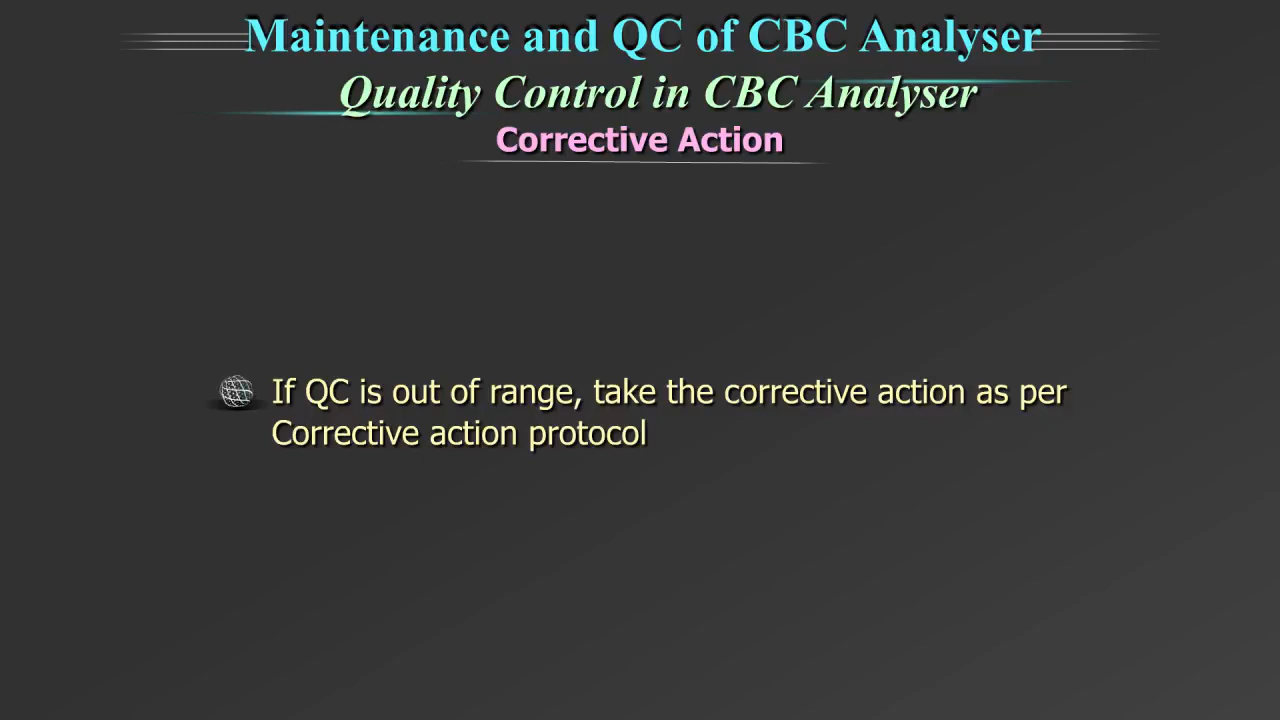 Maintenance and QC of CBC Analyser
Quality Control in CBC Analyser
Corrective Action
If QC is out of range, take the corrective action as per
Corrective action protocol